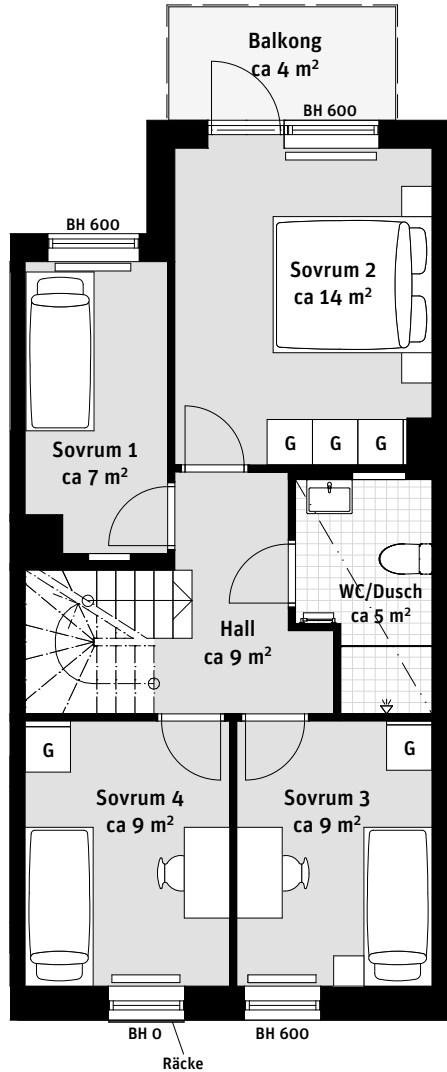 Balkong
ca 4 m²
BH 600
BH 600
Sovrum 2
ca 14 m²
Sovrum 1
ca 7 m²
G G G
WC/Dusch
ca 5 m²
Hall
ca 9 m²
G
G
Sovrum 4
ca 9 m²
Sovrum 3
ca 9 m²
BH 0
BH 600
Räcke